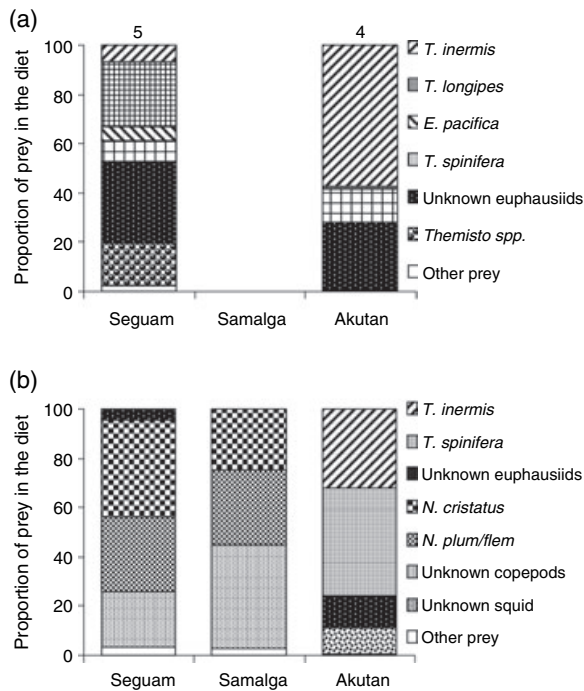 (a)
5
4
Proportion of prey in the diet
100
80
60
40
20
0
Seguam
Samalga
Akutan
T. inermis
T. longipes
E. pacifica
T. spinifera
Unknown euphausiids
Themisto spp.
Other prey
(b)
Proportion of prey in the diet
100
80
60
40
20
0
Seguam
Samalga
Akutan
T. inermis
T. spinifera
Unknown euphausiids
N. cristatus
N. plum/flem
Unknown copepods
Unknown squid
Other prey